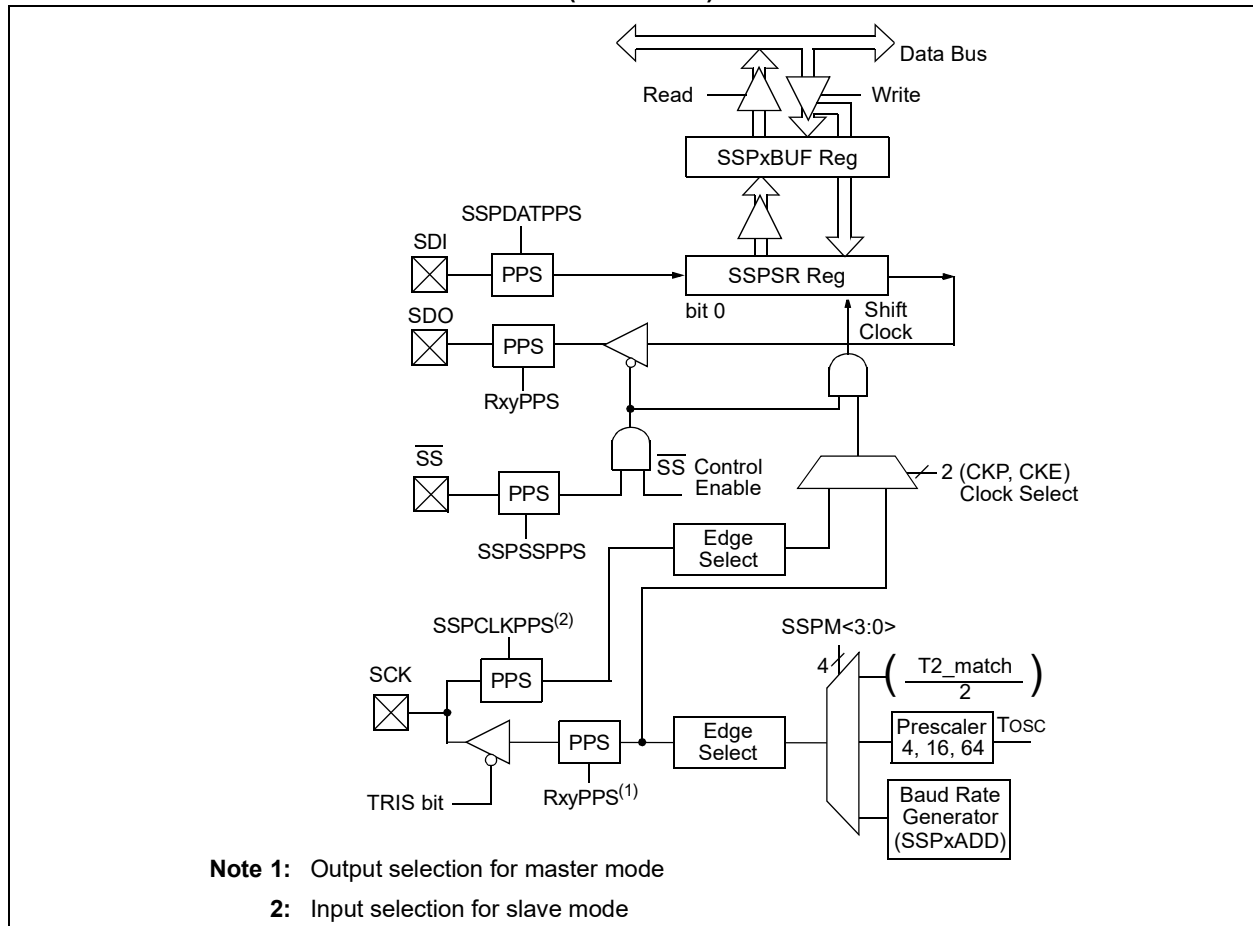 Data Bus
Read
Write
SSPxBUF Reg
SSPDATPPS
SDI
PPS
SSPSR Reg
bit 0
Shift
Clock
SDO
PPS
RxyPPS
SS
PPS
SS Control
Enable
2 (CKP, CKE)
Clock Select
SSPSSPPS
Edge
Select
SSPCLKPPS(2)
SSPM<3:0>
4
( T2_match
2 )
SCK
PPS
Prescaler
4, 16, 64
TOSC
PPS
Edge
Select
RxyPPS(1)
TRIS bit
Baud Rate
Generator
(SSPxADD)
Note 1: Output selection for master mode
2: Input selection for slave mode